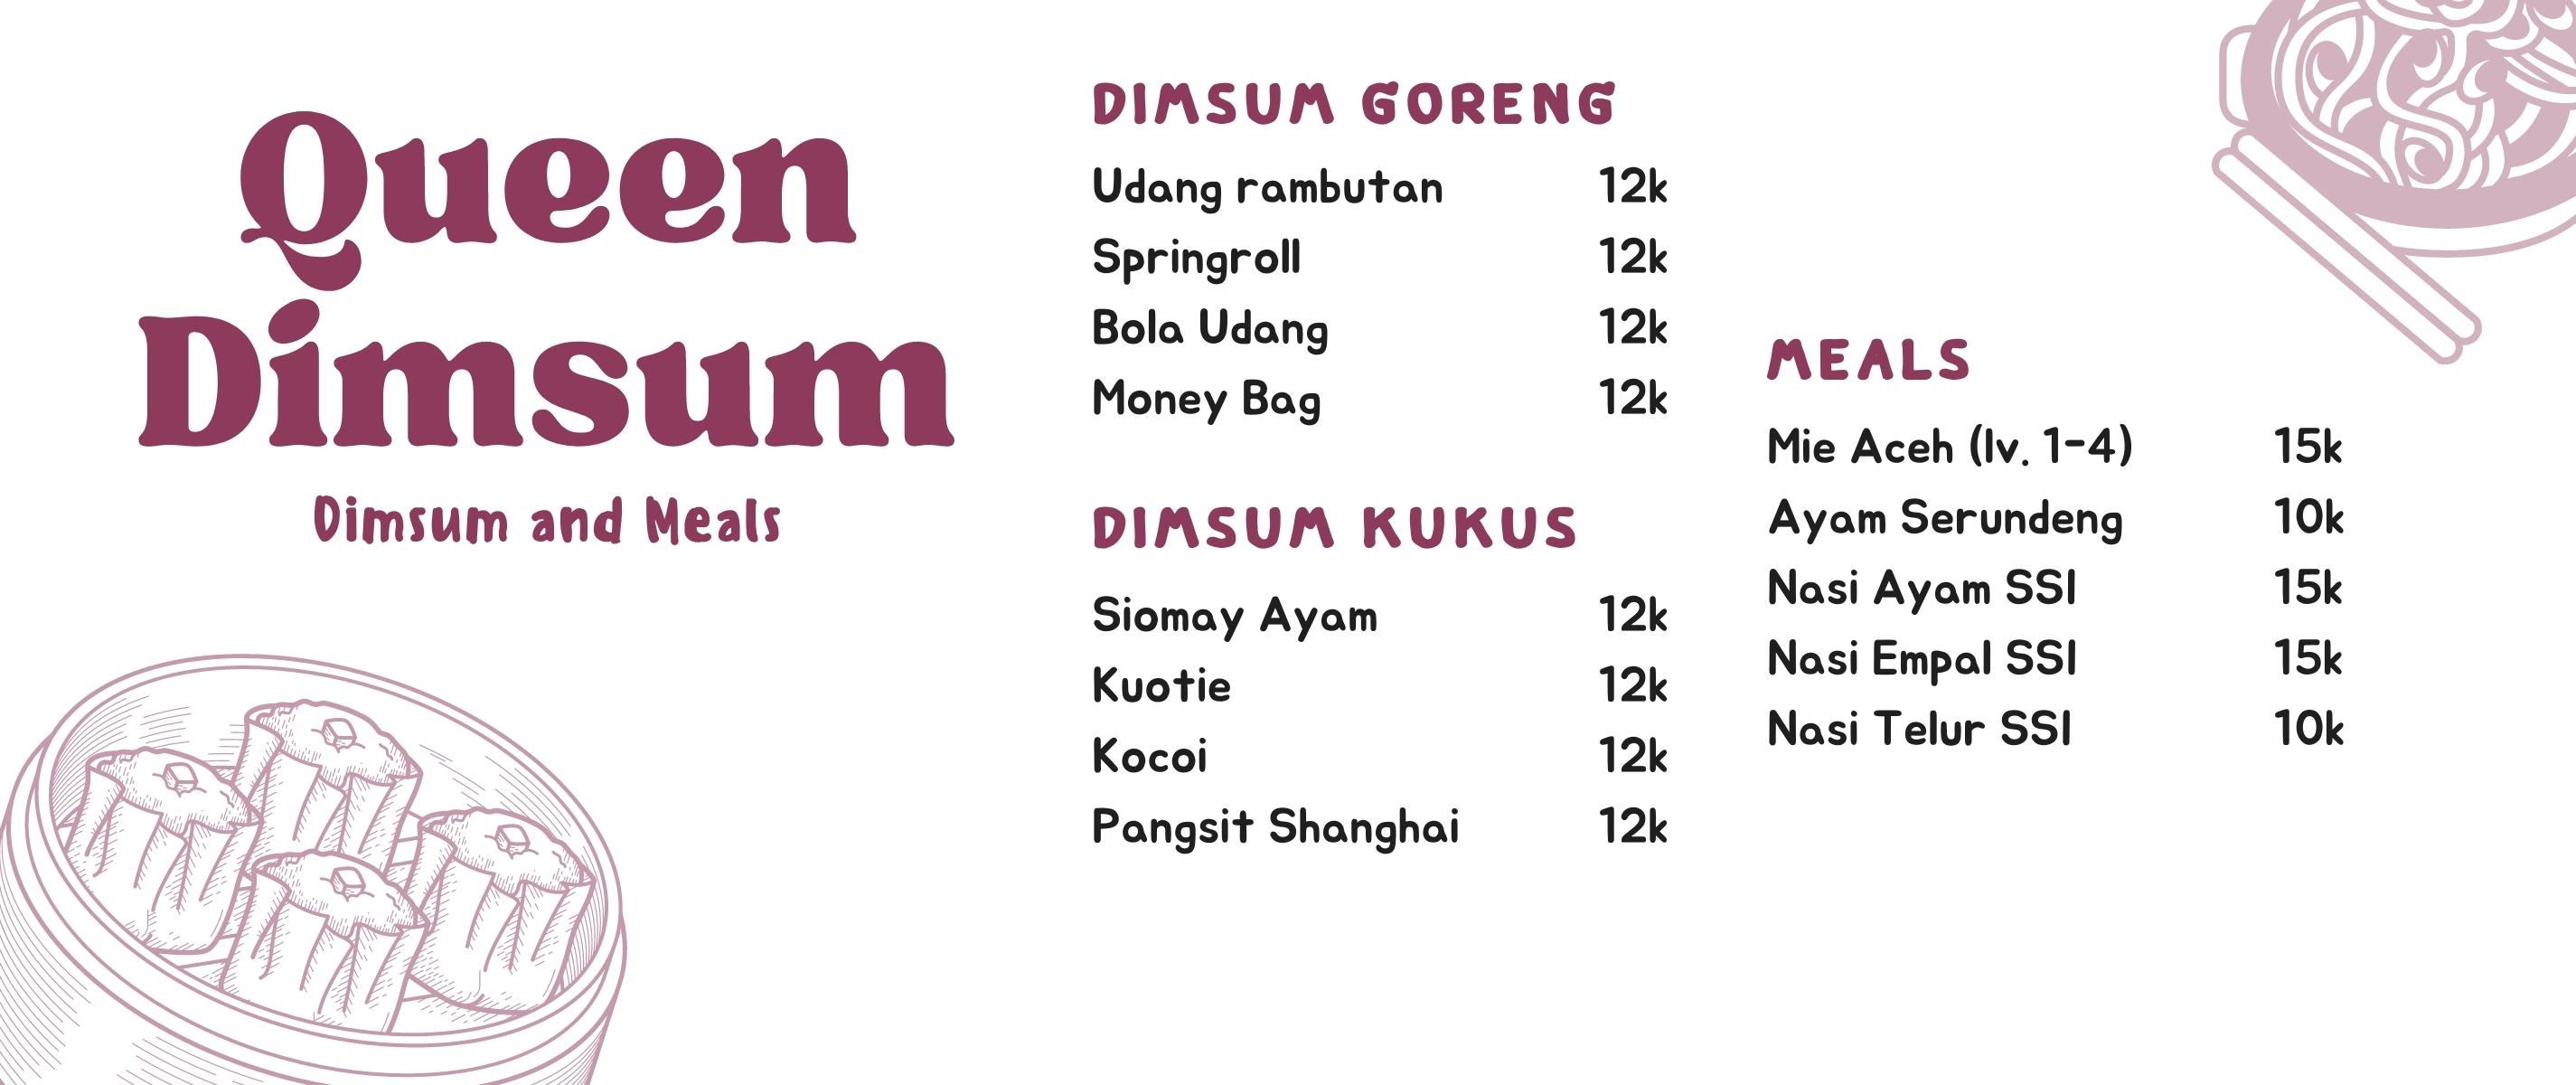 Queen
Dimsum
Dimsum and Meals
DIMSUM GORENG
Udang rambutan 12k
Springroll 12k
Bola Udang 12k
Money Bag 12k
DIMSUM KUKUS
Siomay Ayam 12k
Kuotie 12k
Kocoi 12k
Pangsit Shanghai 12k
MEALS
Mie Aceh (lv. 1-4) 15k
Ayam Serundeng 10k
Nasi Ayam SSI 15k
Nasi Empal SSI 15k
Nasi Telur SSI 10k